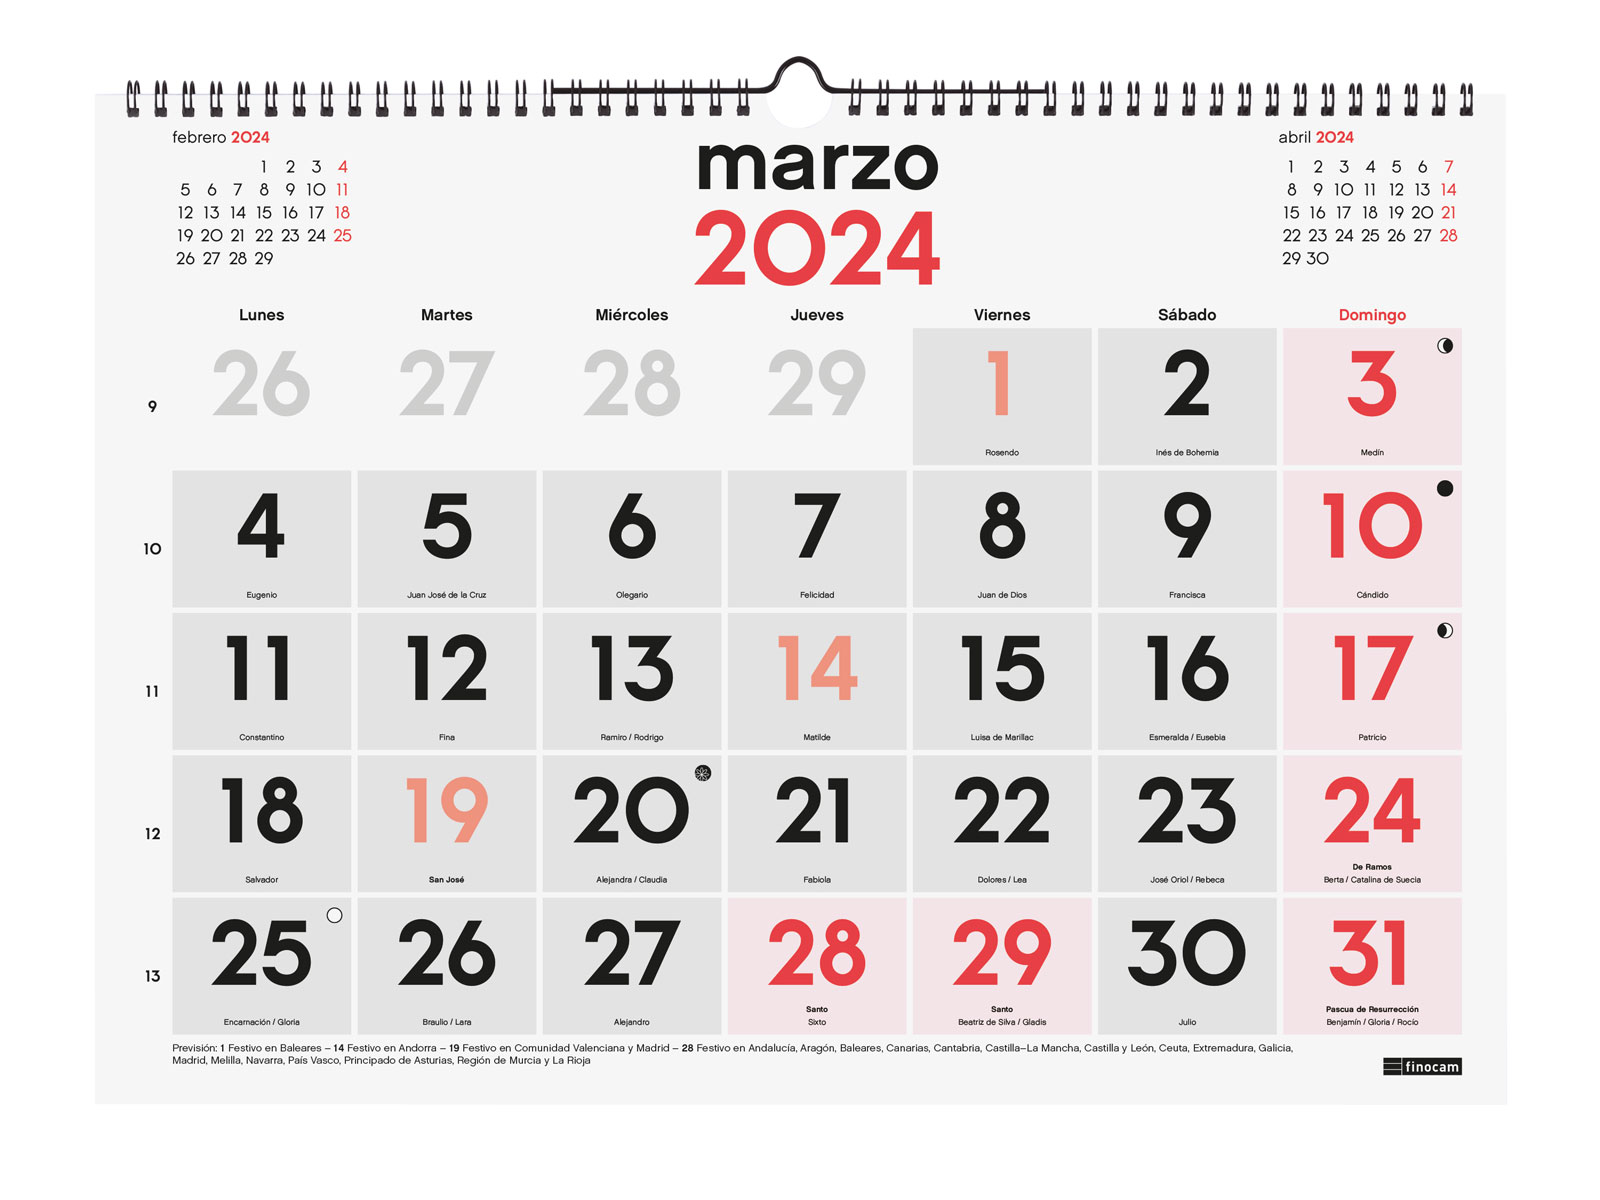 febrero 2024
1 2 3 4
5 6 7 8 9 10 11
12 13 14 15 16 17 18
19 20 21 22 23 24 25
26 27 28 29
marzo
2024
abril 2024
1 2 3 4 5 6 7
8 9 10 11 12 13 14
15 16 17 18 19 20 21
22 23 24 25 26 27 28
29 30
Lunes Martes Miércoles Jueves Viernes Sábado Domingo
9 26 27 28 29 1 2 3
Rosendo Inés de Bohemia Medín
10 4 5 6 7 8 9 10
Eugenio Juan José de la Cruz Olegario Felicidad Juan de Dios Francisca Cándido
11 11 12 13 14 15 16 17
Constantino Fina Ramiro / Rodrigo Matilde Luisa de Marillac Esmeralda / Eusebia Patricio
12 18 19 20 21 22 23 24
De Ramos
Salvador San José Alejandra / Claudia Fabiola Dolores / Lea José Oriol / Rebeca Berta / Catalina de Suecia
13 25 26 27 28 29 30 31
Santo Santo Pascua de Resurrección
Encarnación / Gloria Braulio / Lara Alejandro Sixto Beatriz de Silva / Gladis Julio Benjamín / Gloria / Rocío
Previsión: 1 Festivo en Baleares – 14 Festivo en Andorra – 19 Festivo en Comunidad Valenciana y Madrid – 28 Festivo en Andalucía, Aragón, Baleares, Canarias, Cantabria, Castilla–La Mancha, Castilla y León, Ceuta, Extremadura, Galicia,
Madrid, Melilla, Navarra, País Vasco, Principado de Asturias, Región de Murcia y La Rioja
finocam